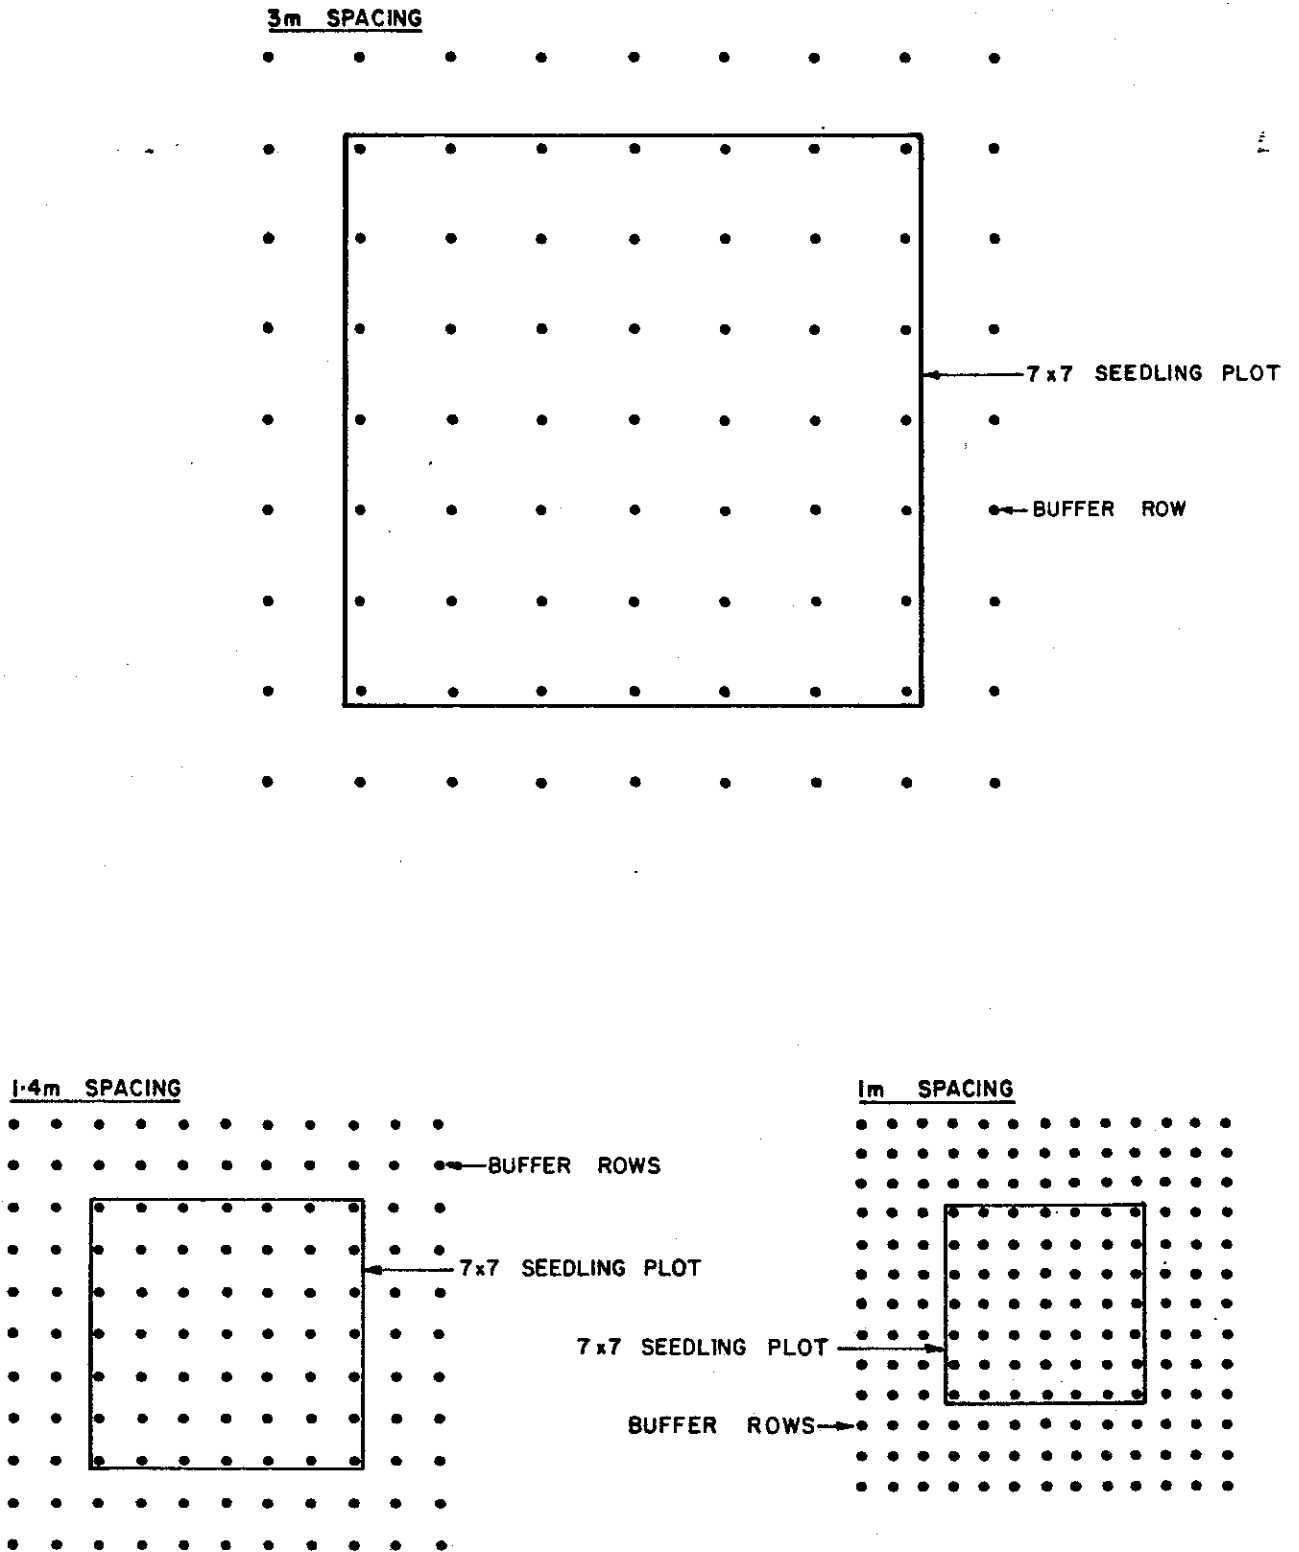 3m SPACING
7x7 SEEDLING PLOT
BUFFER ROW
1·4m SPACING
BUFFER ROWS
7x7 SEEDLING PLOT
1m SPACING
7x7 SEEDLING PLOT
BUFFER ROWS